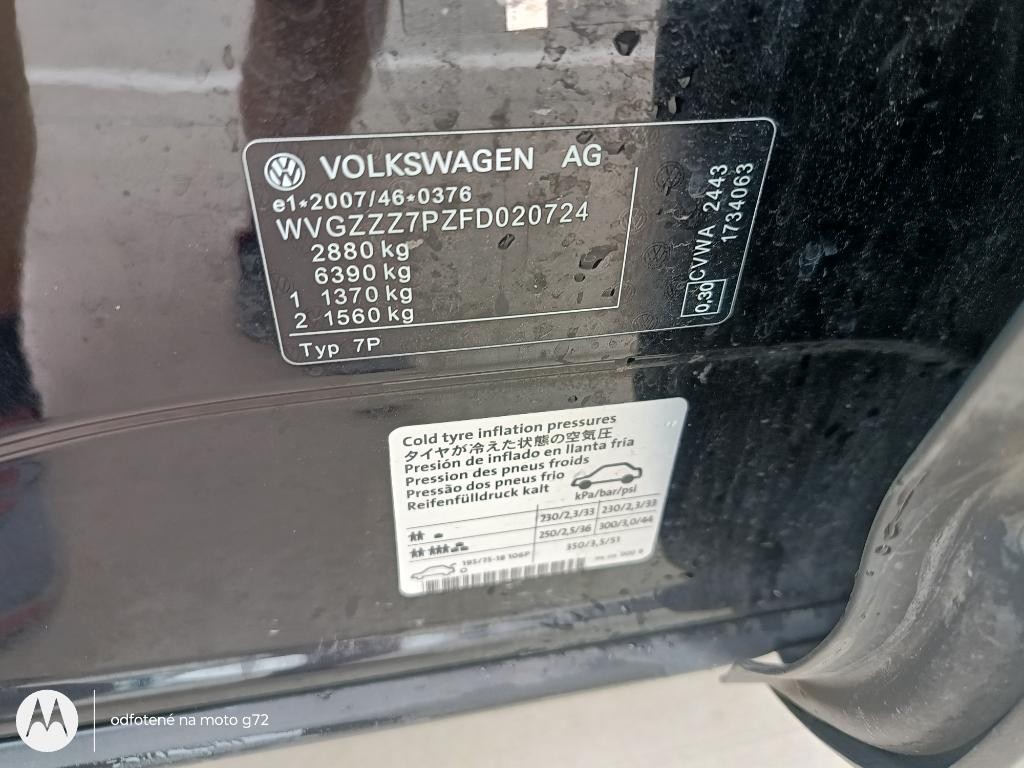 VOLKSWAGEN AG
e1*2007/46*0376
WVGZZZ7PZFD020724
2880 kg
6390 kg
1 1370 kg
2 1560 kg
Typ 7P
0,30 CVWA 2443
1734063
Cold tyre inflation pressures
タイヤが冷えた状態の空気圧
Presión de inflado en llanta fría
Pression des pneus froids
Pressão dos pneus frio
Reifenfülldruck kalt
kPa/bar/psi
230/2,3/33 230/2,3/33
250/2,5/36 300/3,0/44
195/75-18 106P
350/3,5/51
odfotené na moto g72